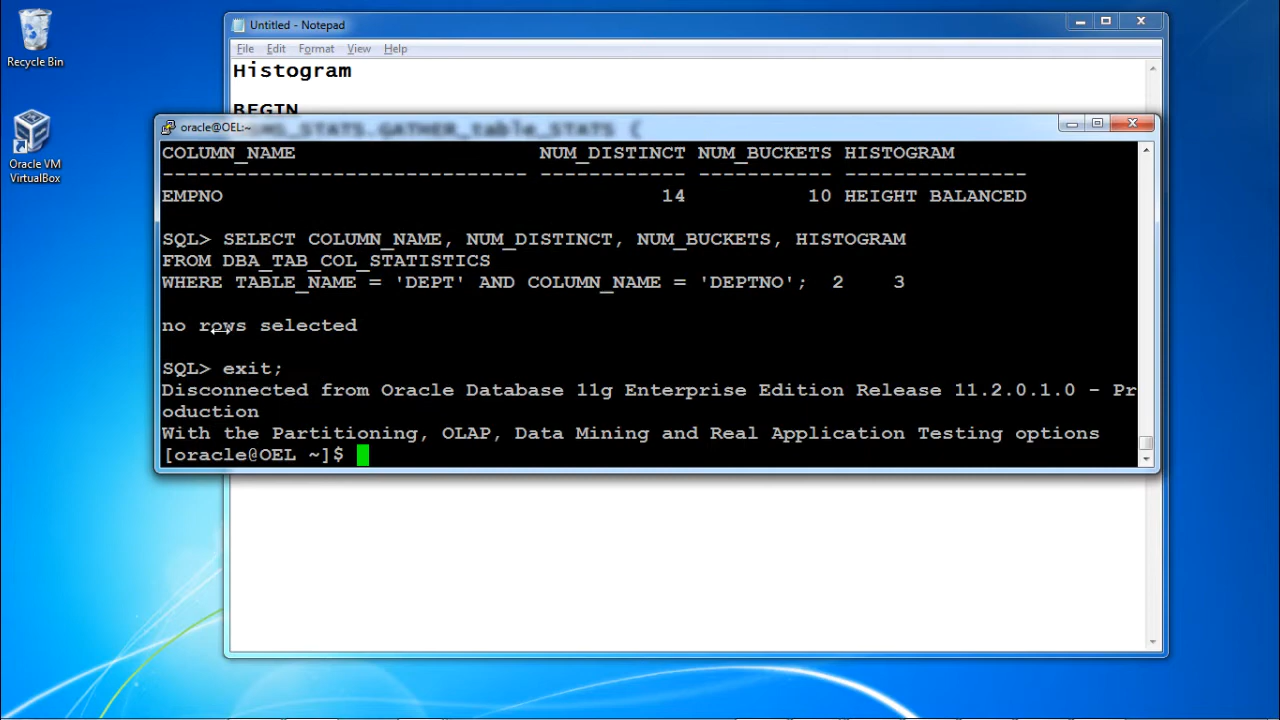 Recycle Bin
Oracle VM
VirtualBox
Untitled - Notepad
File Edit Format View Help
Histogram
BEGIN
STATS.GATHER_table_STATS (
oracle@OEL:~
COLUMN_NAME NUM_DISTINCT NUM_BUCKETS HISTOGRAM
------------------------------ ------------ ----------- ---------------
EMPNO 14 10 HEIGHT BALANCED
SQL> SELECT COLUMN_NAME, NUM_DISTINCT, NUM_BUCKETS, HISTOGRAM
FROM DBA_TAB_COL_STATISTICS
WHERE TABLE_NAME = 'DEPT' AND COLUMN_NAME = 'DEPTNO'; 2 3
no rows selected
SQL> exit;
Disconnected from Oracle Database 11g Enterprise Edition Release 11.2.0.1.0 - Pr
oduction
With the Partitioning, OLAP, Data Mining and Real Application Testing options
[oracle@OEL ~]$